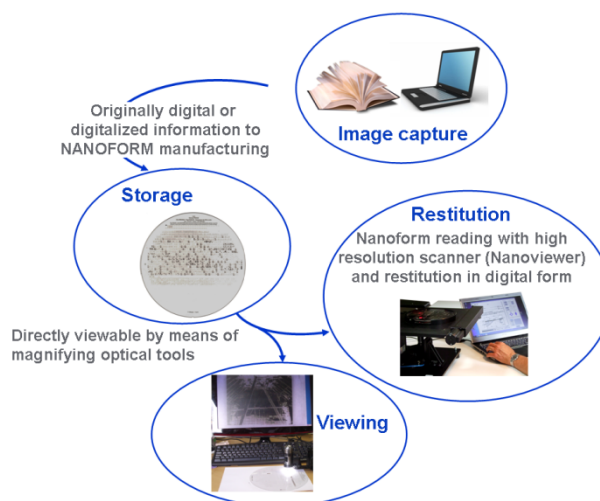 Image capture
Originally digital or
digitalized information to
NANOFORM manufacturing
Storage
Restitution
Nanoform reading with high
resolution scanner (Nanoviewer)
and restitution in digital form
Directly viewable by means of
magnifying optical tools
Viewing